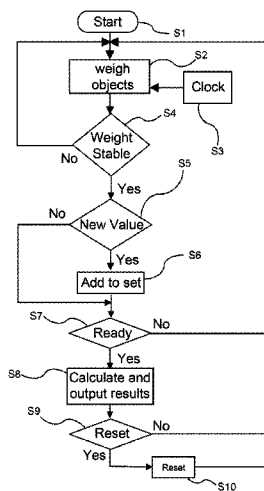 Start
S1
S2
weigh
objects
Clock
S3
S4
Weight
Stable
No
Yes
S5
No
New Value
Yes
S6
Add to set
S7
Ready
No
Yes
S8
Calculate and
output results
S9
Reset
No
Yes
Reset
S10